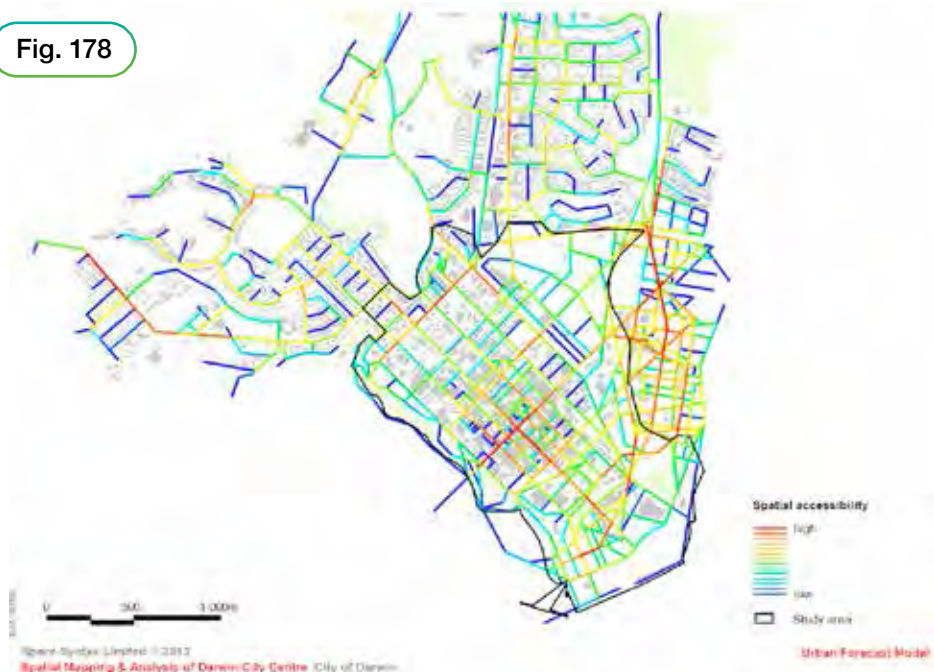 Fig. 178
Spatial accessibility
high
low
Study area
0 500 1 000m
Space Syntax Limited © 2013
Spatial Mapping & Analysis of Darwin City Centre City of Darwin
Urban Forecast Model